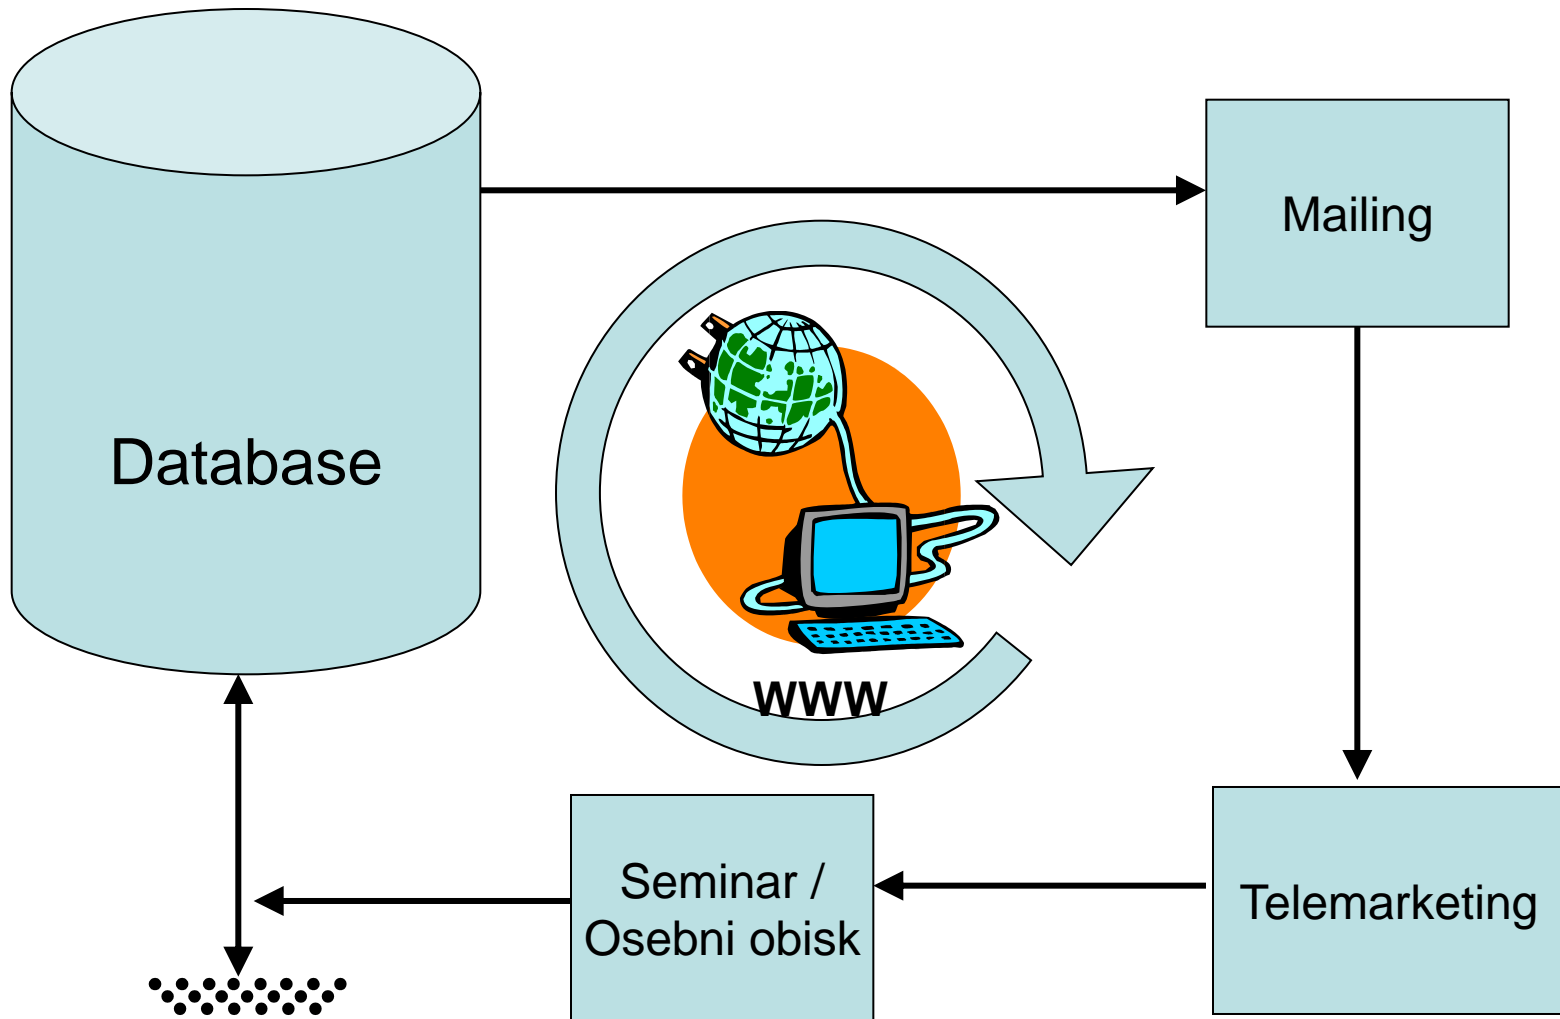 Database
Mailing
WWW
Seminar /
Osebni obisk
Telemarketing